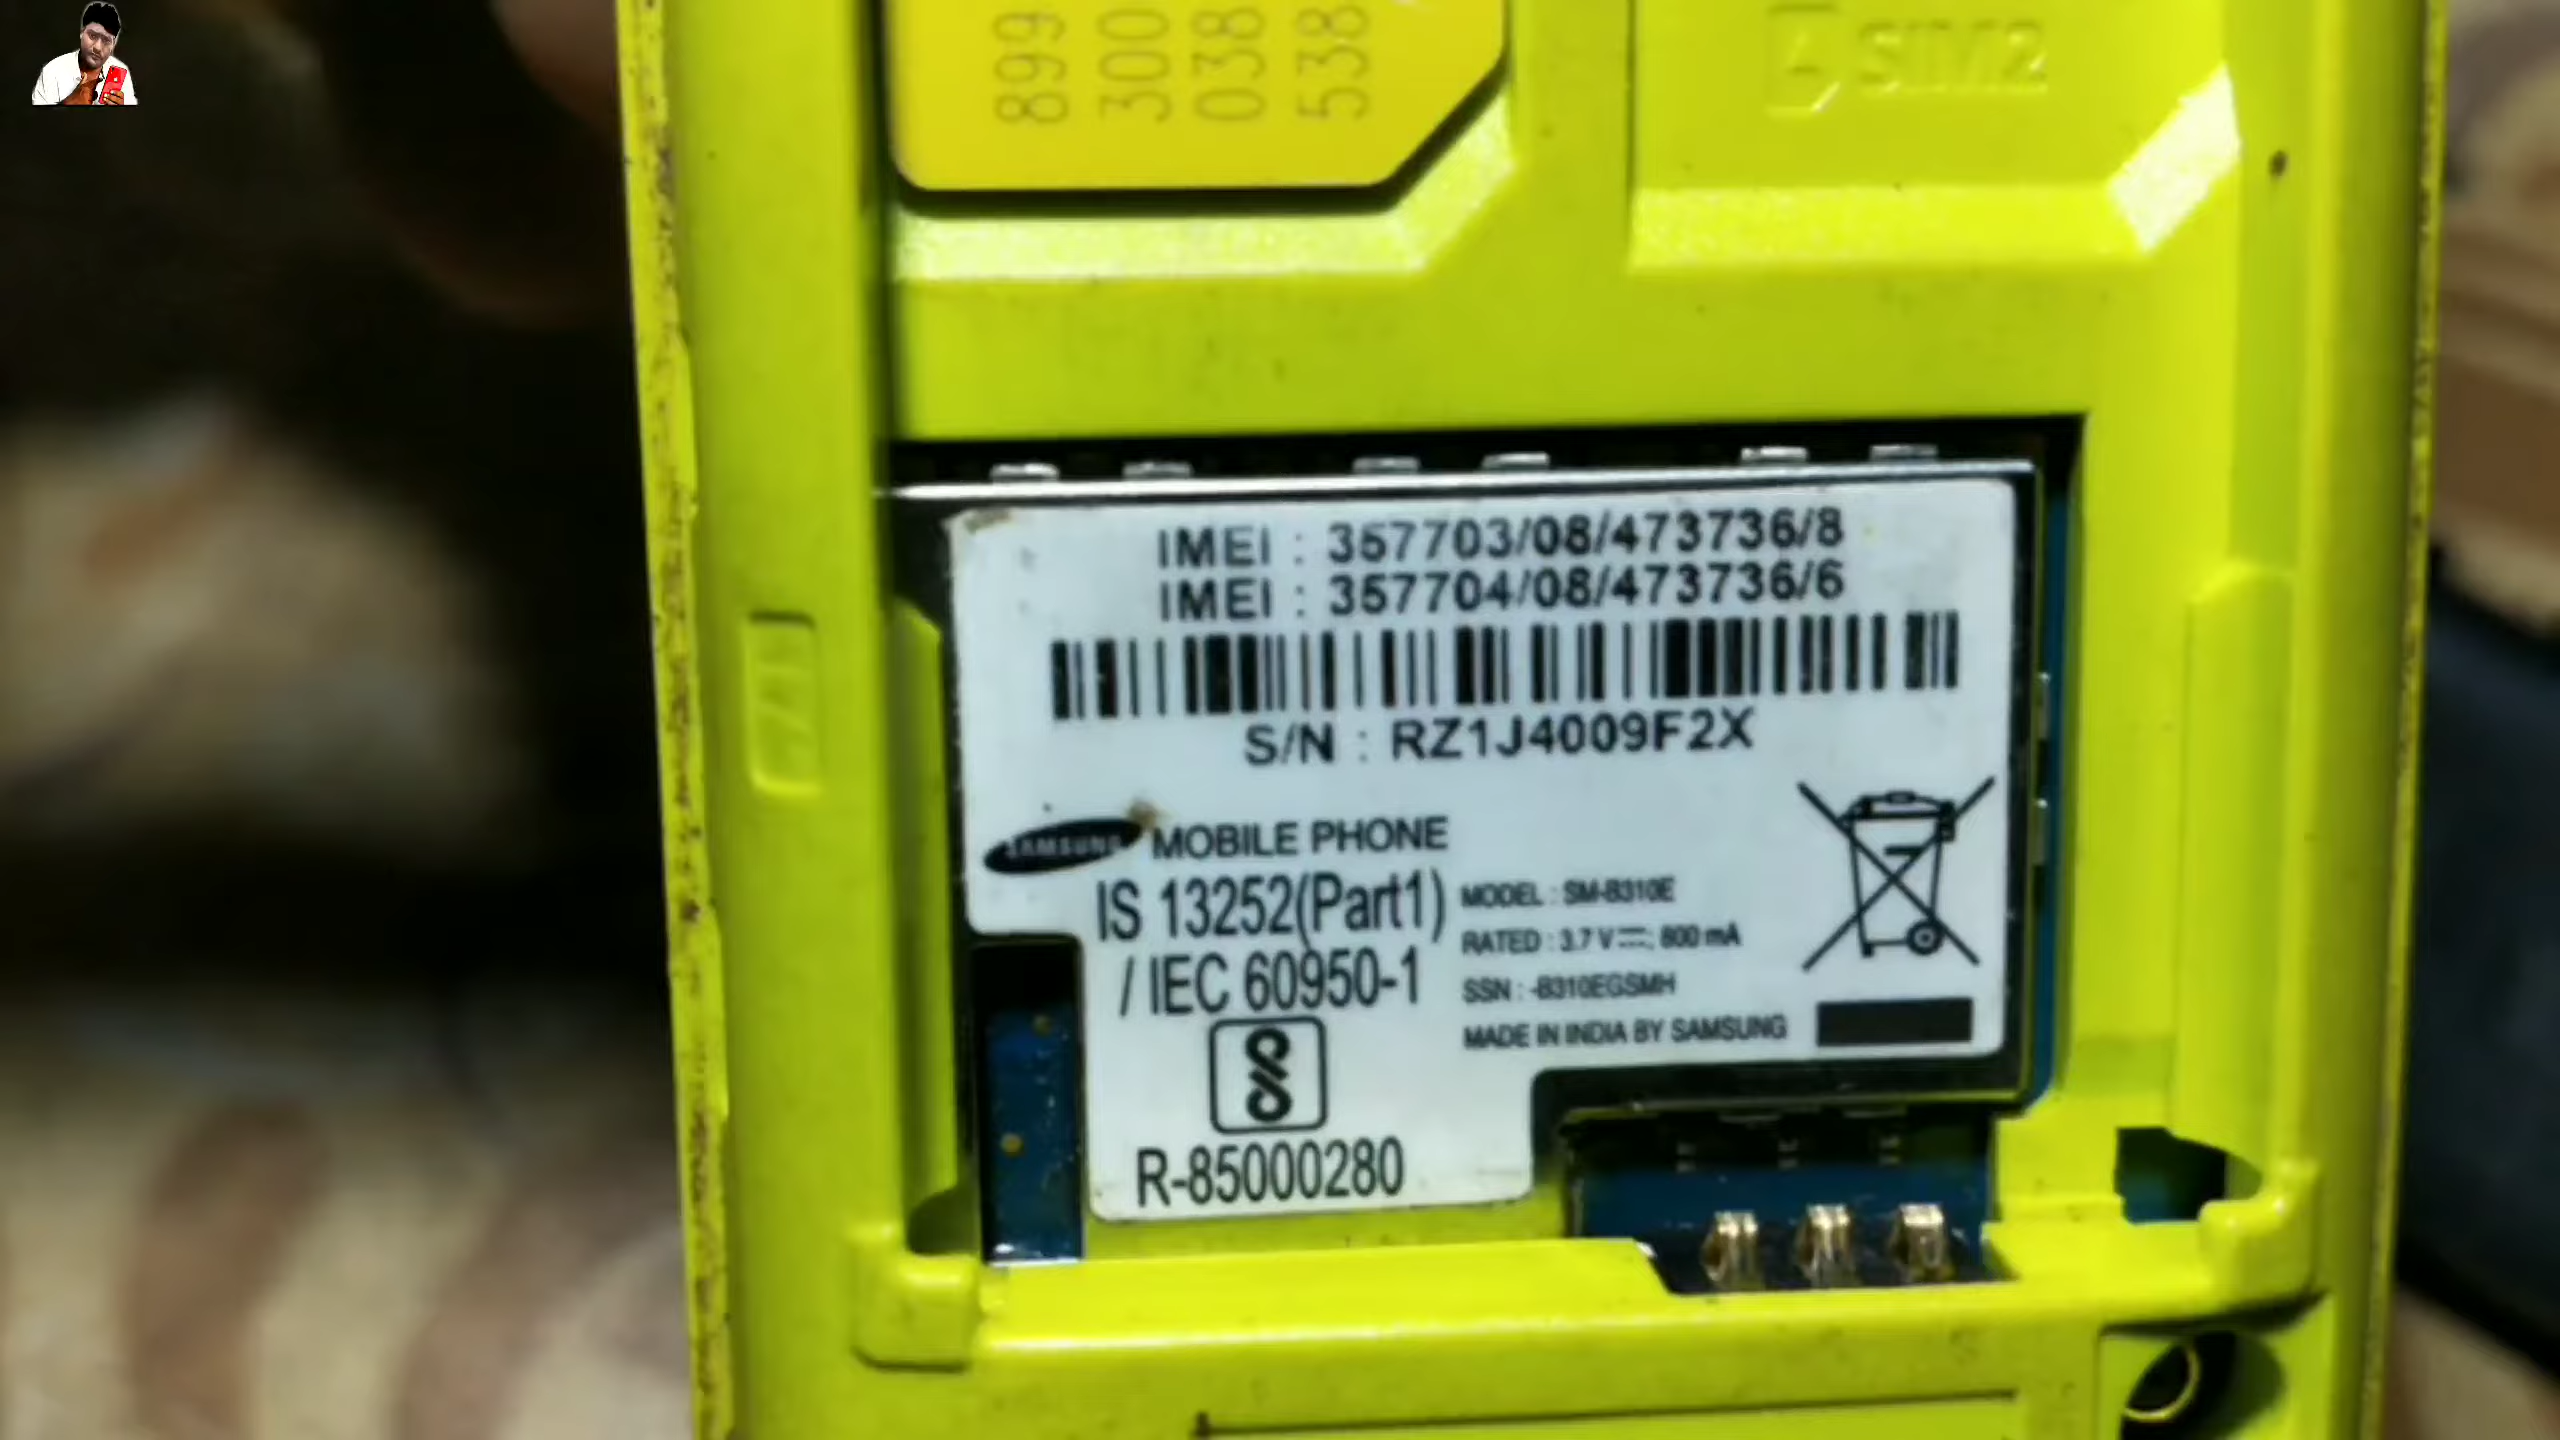 899
300
038
538
SIM2
IMEI : 357703/08/473736/8
IMEI : 357704/08/473736/6
S/N : RZ1J4009F2X
SAMSUNG MOBILE PHONE
IS 13252(Part1)
/ IEC 60950-1
R-85000280
MODEL : SM-B310E
RATED : 3.7 V⎓; 800 mA
SSN : -B310EGSMH
MADE IN INDIA BY SAMSUNG